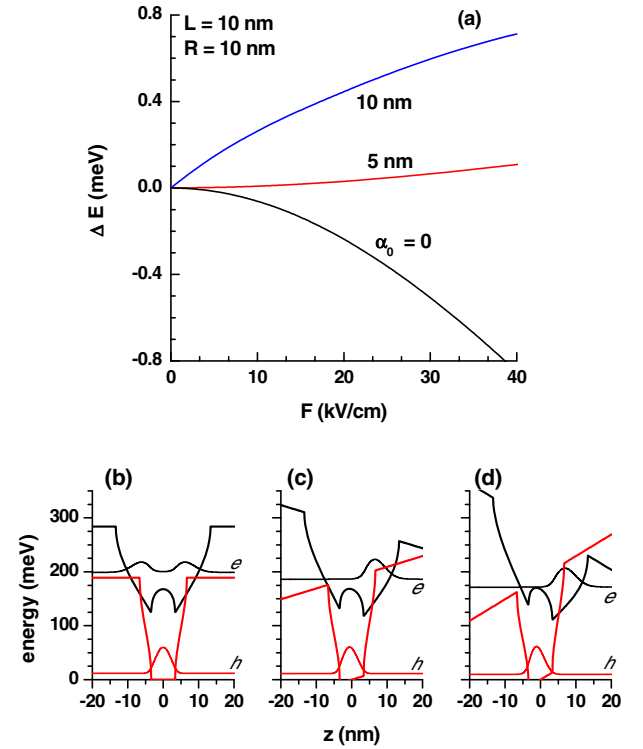 L = 10 nm
R = 10 nm
(a)
10 nm
5 nm
α₀ = 0
0.8
0.4
0.0
-0.4
-0.8
Δ E (meV)
0 10 20 30 40
F (kV/cm)
(b) (c) (d)
300
200
100
0
energy (meV)
e
h
e
h
e
h
-20 -10 0 10 20 -20 -10 0 10 20 -20 -10 0 10 20
z (nm)